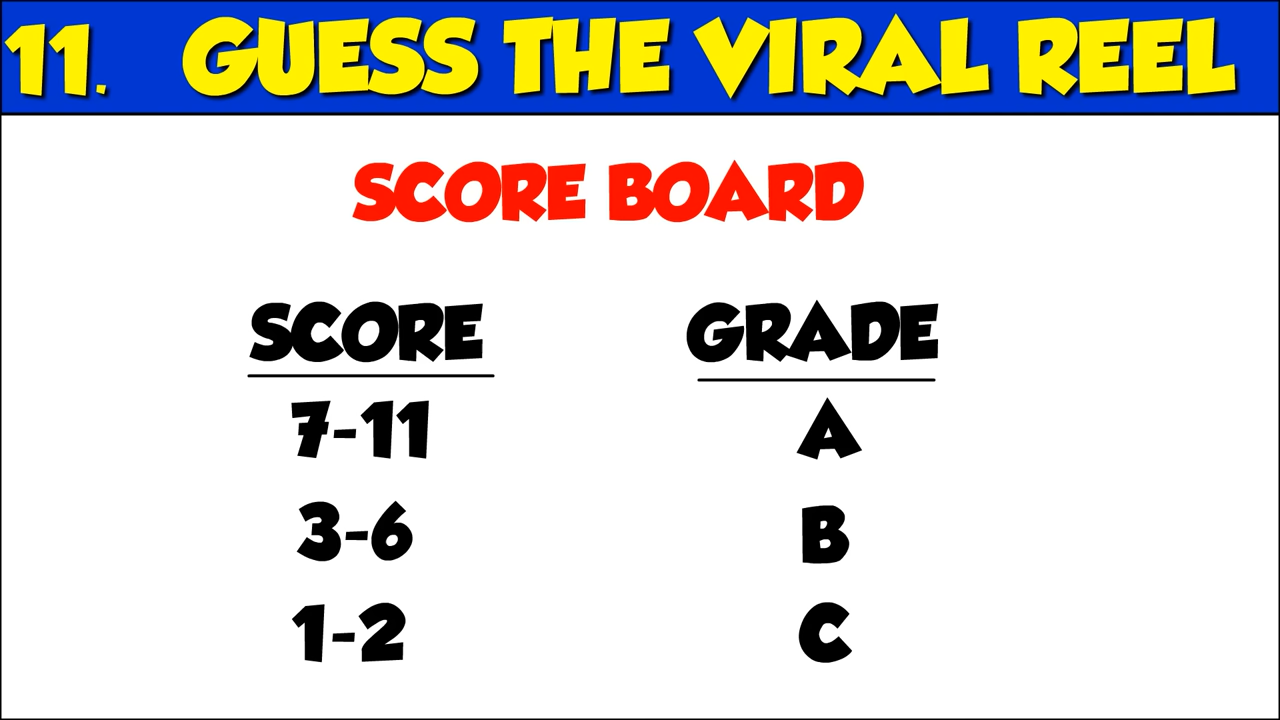 11. GUESS THE VIRAL REEL
SCORE BOARD
SCORE GRADE
7-11 A
3-6 B
1-2 C